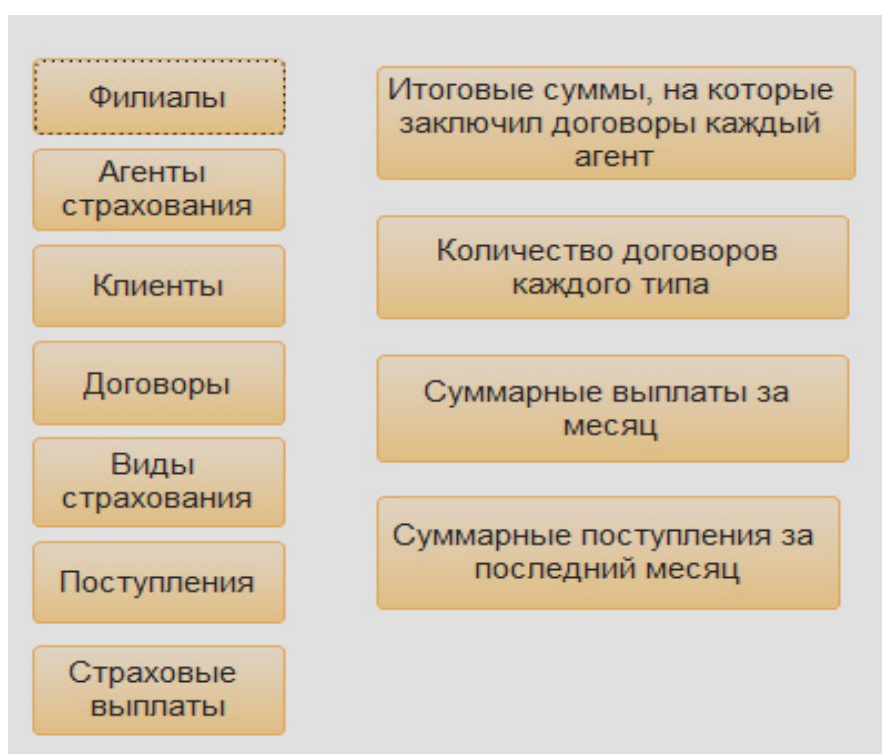 Филиалы
Агенты
страхования
Клиенты
Договоры
Виды
страхования
Поступления
Страховые
выплаты
Итоговые суммы, на которые
заключил договоры каждый
агент
Количество договоров
каждого типа
Суммарные выплаты за
месяц
Суммарные поступления за
последний месяц